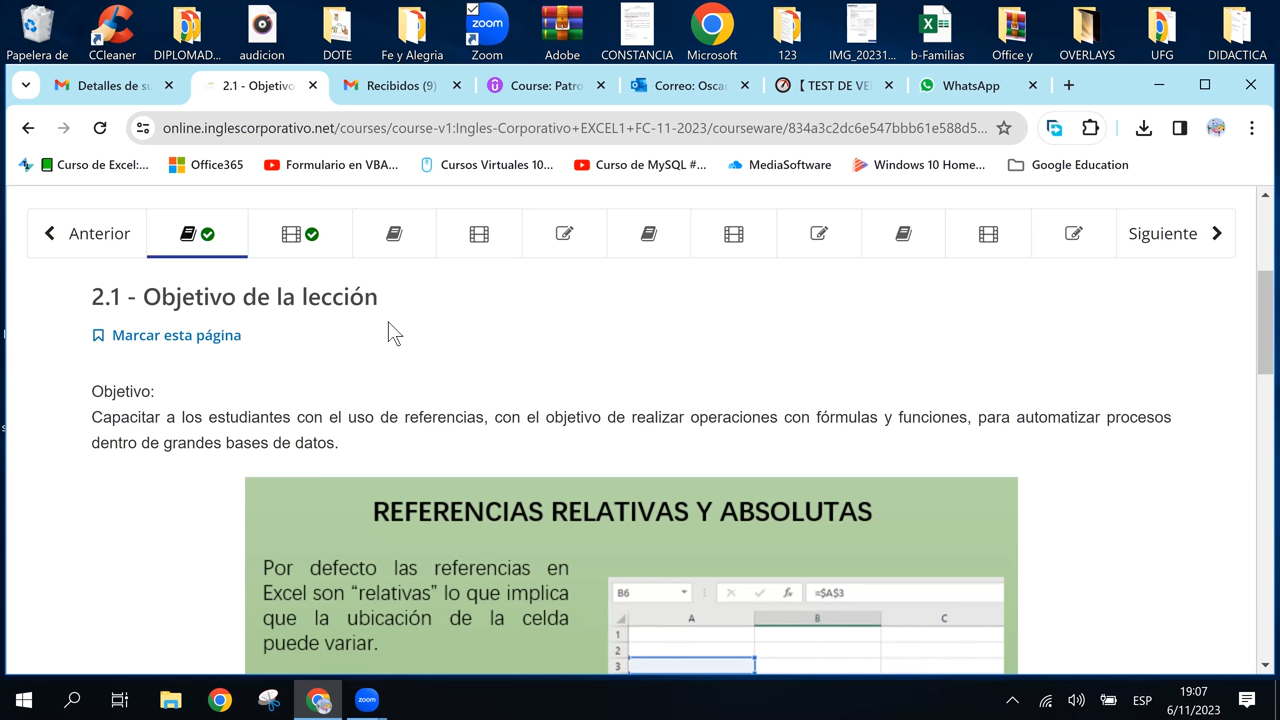 Papelera de
CCleaner
DIPLOMAD...
audicion
DOTE
Fe y Alegria
zoom
Zoom
Adobe
CONSTANCIA
Microsoft
123
IMG_20231...
b-Familias
Office y
OVERLAYS
UFG
DIDACTICA
Detalles de su
2.1 - Objetivo
Recibidos (9)
Course: Patro
Correo: Oscar
【 TEST DE VE
WhatsApp
online.inglescorporativo.net/courses/course-v1:Ingles-Corporativo+EXCEL1+FC-11-2023/courseware/834a3c2dc6e547bbb61e588d5...
Curso de Excel:...
Office365
Formulario en VBA...
Cursos Virtuales 10...
Curso de MySQL #...
MediaSoftware
Windows 10 Home...
Google Education
Anterior
Siguiente
2.1 - Objetivo de la lección
Marcar esta página
Objetivo:
Capacitar a los estudiantes con el uso de referencias, con el objetivo de realizar operaciones con fórmulas y funciones, para automatizar procesos
dentro de grandes bases de datos.
REFERENCIAS RELATIVAS Y ABSOLUTAS
Por defecto las referencias en
Excel son “relativas” lo que implica
que la ubicación de la celda
puede variar.
B6
fx
=$A$3
A B C
1
2
3
zoom
ESP
19:07
6/11/2023